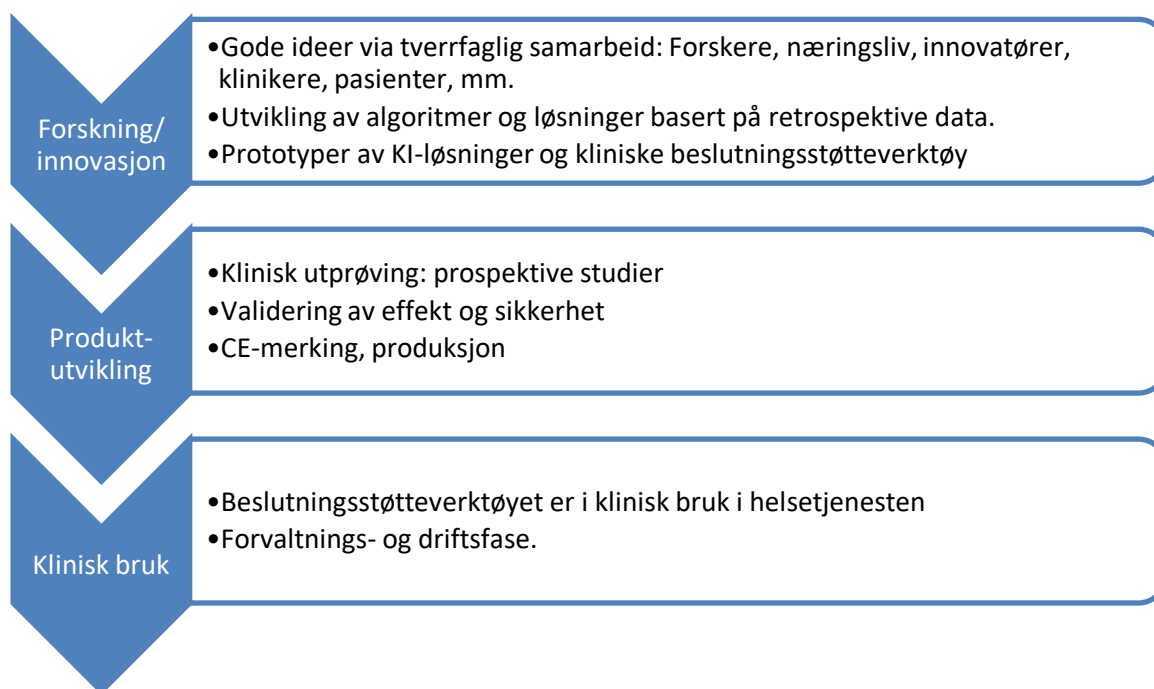 Forskning/
innovasjon
•Gode ideer via tverrfaglig samarbeid: Forskere, næringsliv, innovatører,
klinikere, pasienter, mm.
•Utvikling av algoritmer og løsninger basert på retrospektive data.
•Prototyper av KI-løsninger og kliniske beslutningsstøtteverktøy
Produkt-
utvikling
•Klinisk utprøving: prospektive studier
•Validering av effekt og sikkerhet
•CE-merking, produksjon
Klinisk bruk
•Beslutningsstøtteverktøyet er i klinisk bruk i helsetjenesten
•Forvaltnings- og driftsfase.